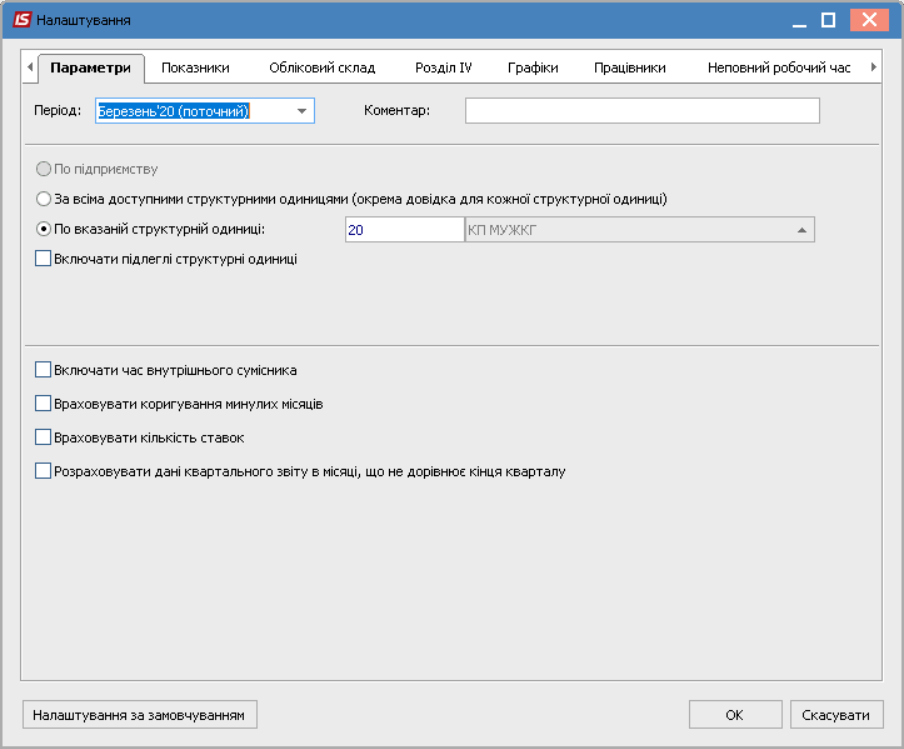 IS Налаштування
Параметри Показники Обліковий склад Розділ IV Графіки Працівники Неповний робочий час
Період: Березень'20 (поточний) Коментар:
По підприємству
За всіма доступними структурними одиницями (окрема довідка для кожної структурної одиниці)
По вказаній структурній одиниці: 20 КП МУЖКГ
Включати підлеглі структурні одиниці
Включати час внутрішнього сумісника
Враховувати коригування минулих місяців
Враховувати кількість ставок
Розраховувати дані квартального звіту в місяці, що не дорівнює кінця кварталу
Налаштування за замовчуванням OK Скасувати